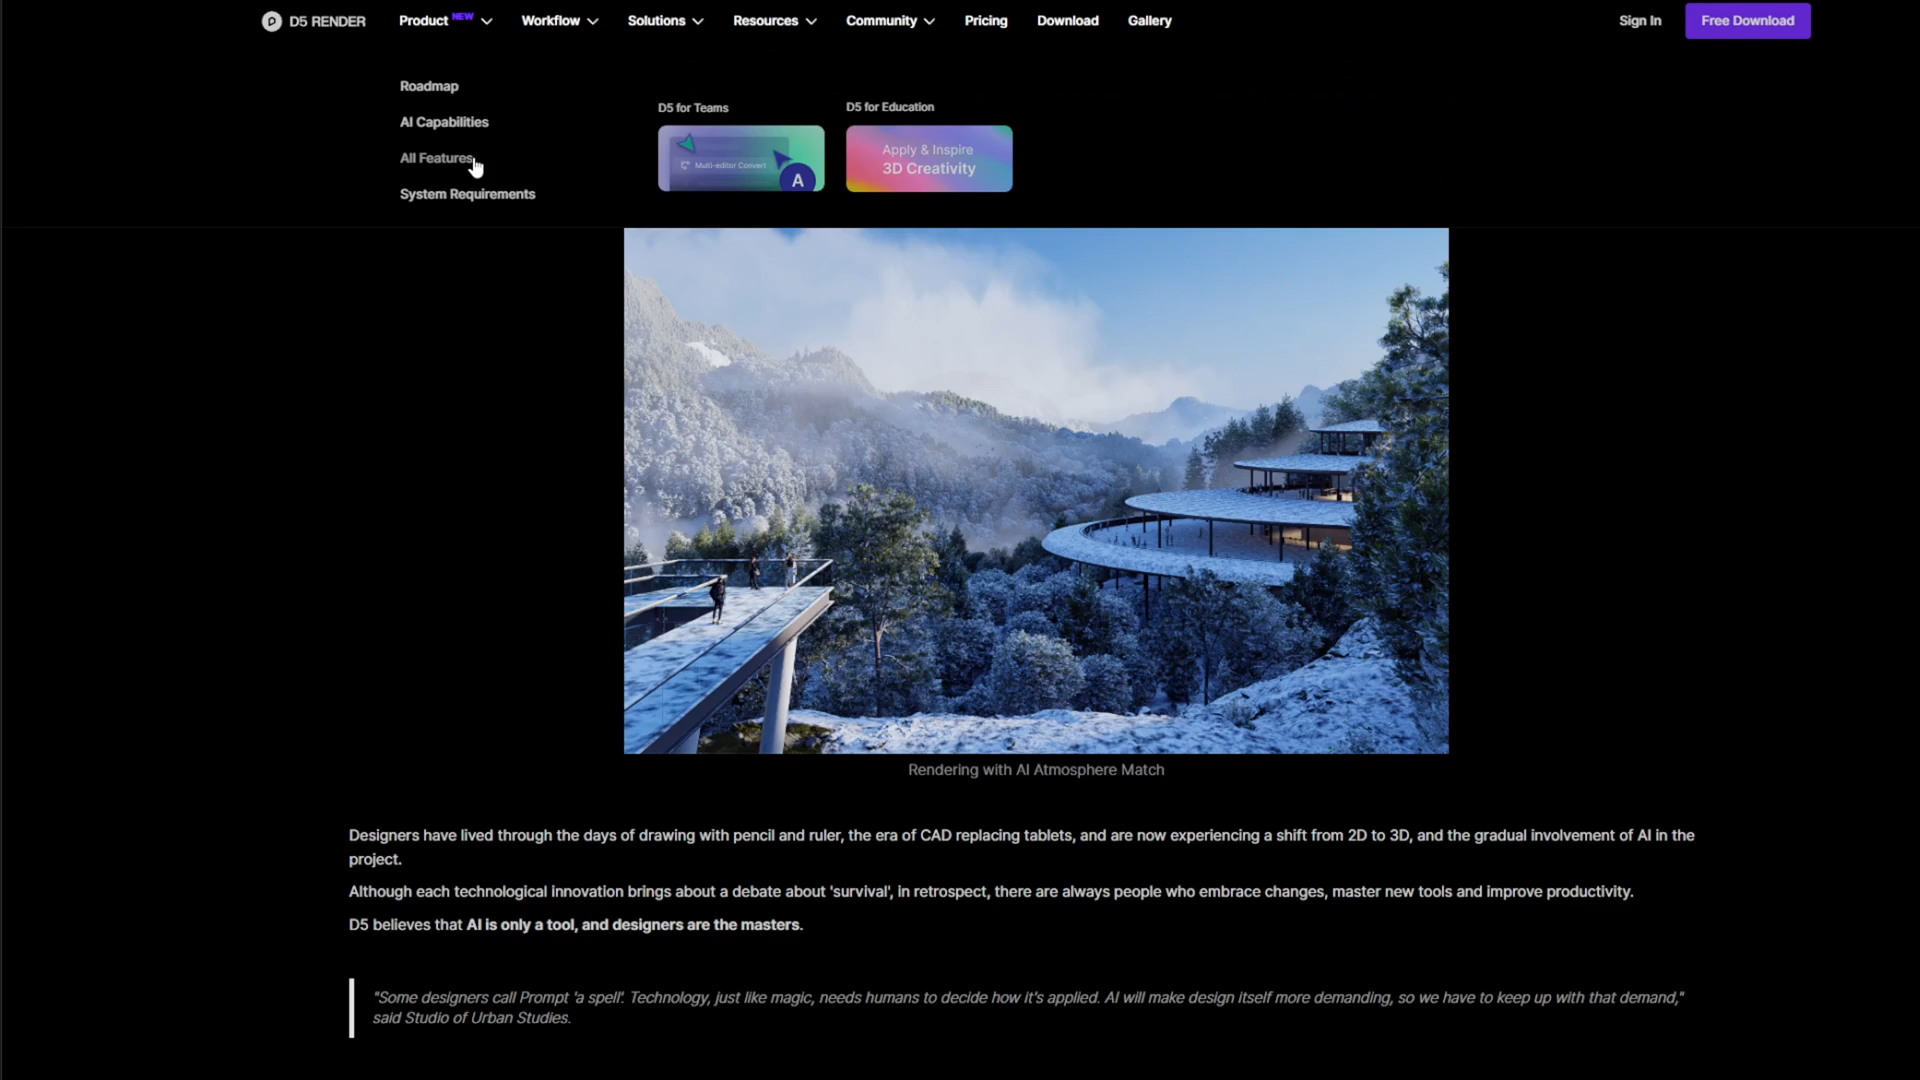 D5 RENDER
Product NEW
Workflow
Solutions
Resources
Community
Pricing
Download
Gallery
Sign In
Free Download
Roadmap
AI Capabilities
All Features
System Requirements
D5 for Teams
Multi-editor Convert
A
D5 for Education
Apply & Inspire
3D Creativity
Rendering with AI Atmosphere Match
Designers have lived through the days of drawing with pencil and ruler, the era of CAD replacing tablets, and are now experiencing a shift from 2D to 3D, and the gradual involvement of AI in the
project.
Although each technological innovation brings about a debate about 'survival', in retrospect, there are always people who embrace changes, master new tools and improve productivity.
D5 believes that AI is only a tool, and designers are the masters.
"Some designers call Prompt 'a spell'. Technology, just like magic, needs humans to decide how it's applied. AI will make design itself more demanding, so we have to keep up with that demand,"
said Studio of Urban Studies.